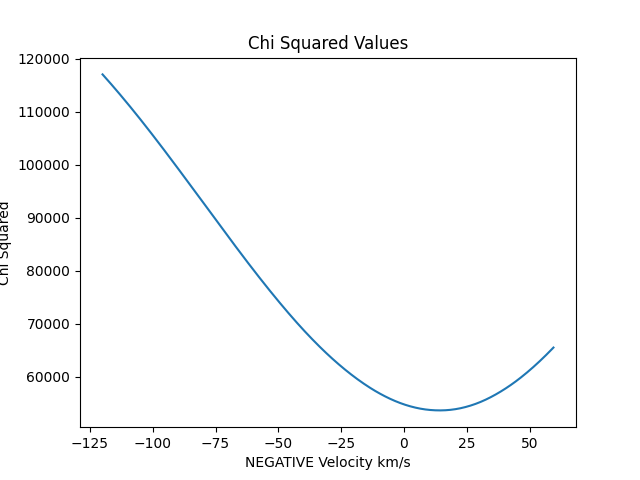 Chi Squared Values
120000
110000
100000
90000
80000
70000
60000
Chi Squared
−125 −100 −75 −50 −25 0 25 50
NEGATIVE Velocity km/s